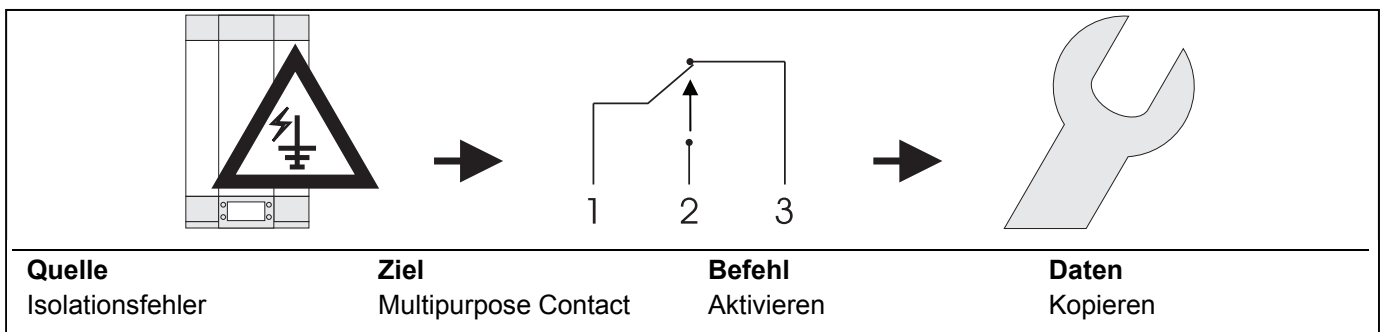 1 2 3
Quelle Ziel Befehl Daten
Isolationsfehler Multipurpose Contact Aktivieren Kopieren